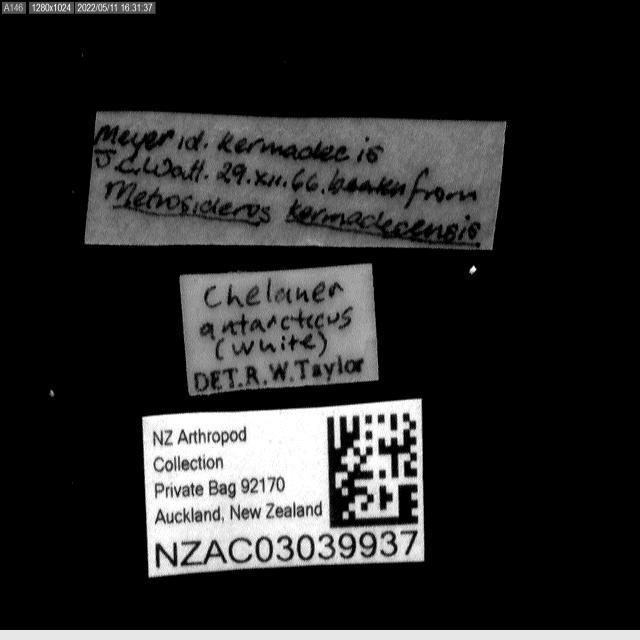 A146 1280x1024 2022/05/11 16:31:37
Meyer id. Kermadec is
J.C.Watt. 29.XII.66. beaten from
Metrosideros kermadecensis
Chelaner
antarcticus
(White)
DET.R.W.Taylor
NZ Arthropod
Collection
Private Bag 92170
Auckland, New Zealand
NZAC03039937